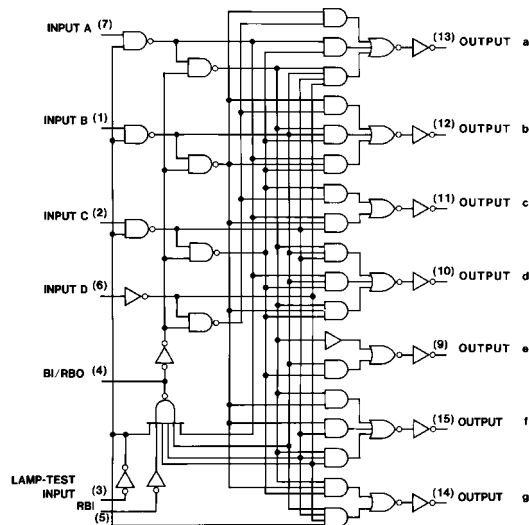 INPUT A (7)
(13) OUTPUT a
INPUT B (1)
(12) OUTPUT b
INPUT C (2)
(11) OUTPUT c
INPUT D (6)
(10) OUTPUT d
(9) OUTPUT e
BI/RBO (4)
(15) OUTPUT f
LAMP-TEST
INPUT
(3)
RBI
(5)
(14) OUTPUT g